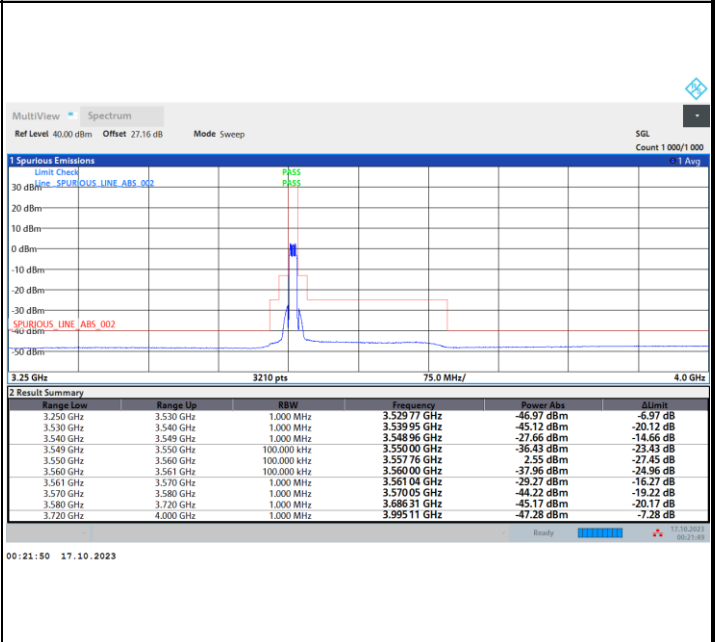 MultiView Spectrum
Ref Level 40.00 dBm Offset 27.16 dB Mode Sweep SGL
Count 1 000/1 000
1 Spurious Emissions 1 Avg
Limit Check PASS
Line _SPURIOUS_LINE_ABS_002 PASS
30 dBm
20 dBm
10 dBm
0 dBm
-10 dBm
-20 dBm
-30 dBm
SPURIOUS_LINE_ABS_002
-40 dBm
-50 dBm
3.25 GHz 3210 pts 75.0 MHz/ 4.0 GHz
2 Result Summary
Range Low Range Up RBW Frequency Power Abs ΔLimit
3.250 GHz 3.530 GHz 1.000 MHz 3.529 77 GHz -46.97 dBm -6.97 dB
3.530 GHz 3.540 GHz 1.000 MHz 3.539 95 GHz -45.12 dBm -20.12 dB
3.540 GHz 3.549 GHz 1.000 MHz 3.548 96 GHz -27.66 dBm -14.66 dB
3.549 GHz 3.550 GHz 100.000 kHz 3.550 00 GHz -36.43 dBm -23.43 dB
3.550 GHz 3.560 GHz 100.000 kHz 3.557 76 GHz 2.55 dBm -27.45 dB
3.560 GHz 3.561 GHz 100.000 kHz 3.560 00 GHz -37.96 dBm -24.96 dB
3.561 GHz 3.570 GHz 1.000 MHz 3.561 04 GHz -29.27 dBm -16.27 dB
3.570 GHz 3.580 GHz 1.000 MHz 3.570 05 GHz -44.22 dBm -19.22 dB
3.580 GHz 3.720 GHz 1.000 MHz 3.686 31 GHz -45.17 dBm -20.17 dB
3.720 GHz 4.000 GHz 1.000 MHz 3.995 11 GHz -47.28 dBm -7.28 dB
Ready 17.10.2023
00:21:49
00:21:50 17.10.2023